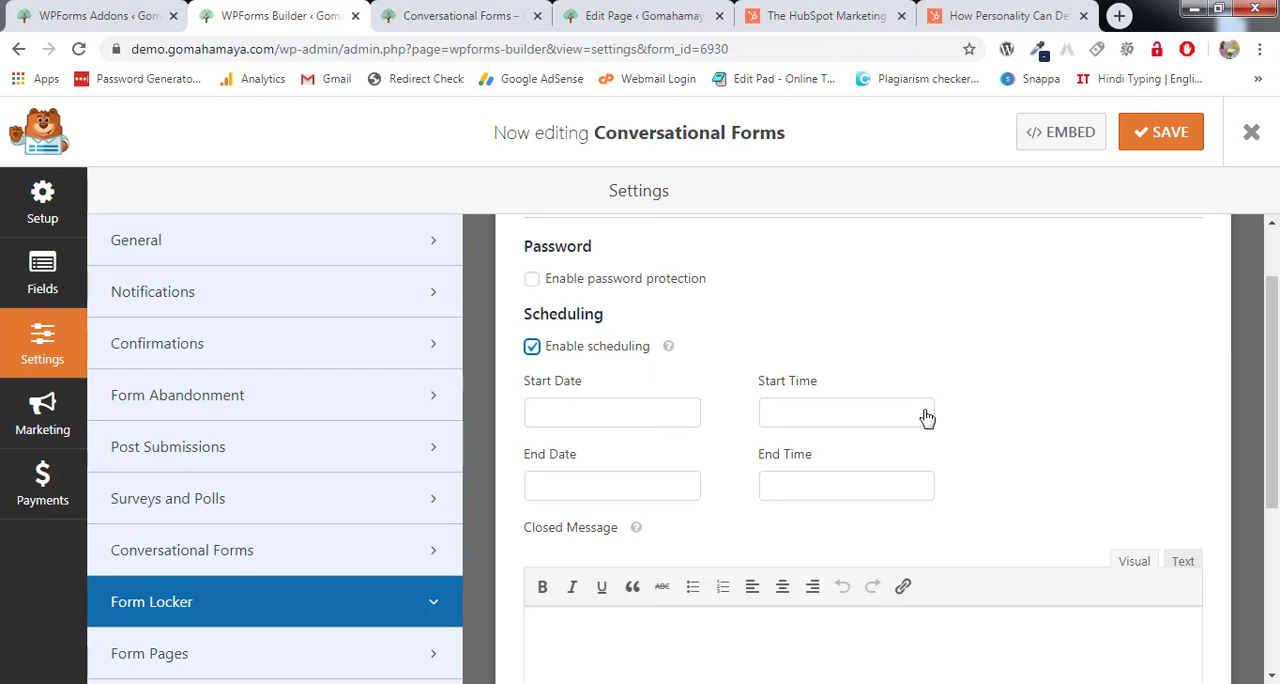 WPForms Addons ‹ Gom
WPForms Builder ‹ Gom
Conversational Forms –
Edit Page ‹ Gomahamay
The HubSpot Marketing
How Personality Can De
demo.gomahamaya.com/wp-admin/admin.php?page=wpforms-builder&view=settings&form_id=6930
Apps
Password Generato...
Analytics
Gmail
Redirect Check
Google AdSense
Webmail Login
Edit Pad - Online T...
Plagiarism checker...
Snappa
IT Hindi Typing | Engli...
Now editing Conversational Forms
</> EMBED
SAVE
Settings
Setup
Fields
Settings
Marketing
Payments
General
Notifications
Confirmations
Form Abandonment
Post Submissions
Surveys and Polls
Conversational Forms
Form Locker
Form Pages
Password
Enable password protection
Scheduling
Enable scheduling
Start Date
Start Time
End Date
End Time
Closed Message
Visual
Text
B I U ABC